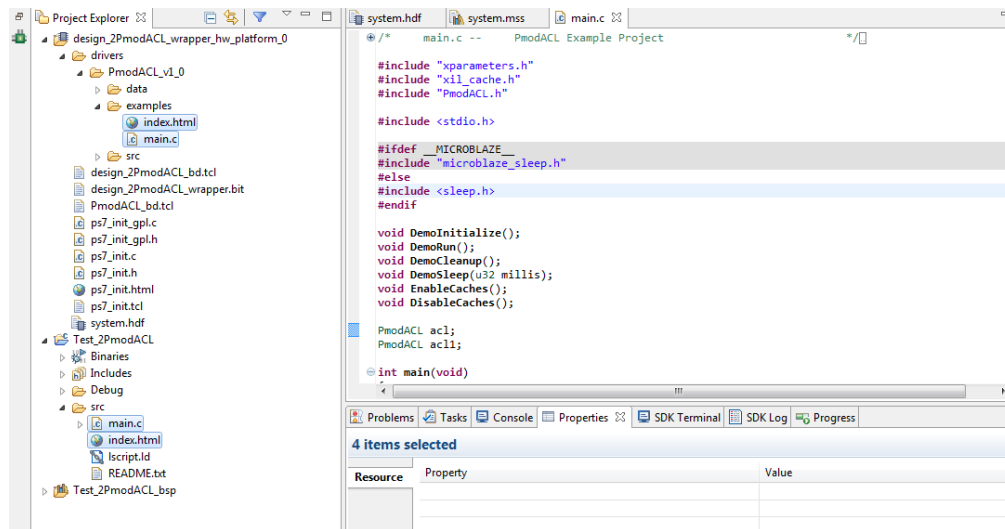 Project Explorer
design_2PmodACL_wrapper_hw_platform_0
drivers
PmodACL_v1_0
data
examples
index.html
main.c
src
design_2PmodACL_bd.tcl
design_2PmodACL_wrapper.bit
PmodACL_bd.tcl
ps7_init_gpl.c
ps7_init_gpl.h
ps7_init.c
ps7_init.h
ps7_init.html
ps7_init.tcl
system.hdf
Test_2PmodACL
Binaries
Includes
Debug
src
main.c
index.html
lscript.ld
README.txt
Test_2PmodACL_bsp
system.hdf system.mss main.c
/* main.c -- PmodACL Example Project */
#include "xparameters.h"
#include "xil_cache.h"
#include "PmodACL.h"
#include <stdio.h>
#ifdef __MICROBLAZE__
#include "microblaze_sleep.h"
#else
#include <sleep.h>
#endif
void DemoInitialize();
void DemoRun();
void DemoCleanup();
void DemoSleep(u32 millis);
void EnableCaches();
void DisableCaches();
PmodACL acl;
PmodACL acl1;
int main(void)
Problems Tasks Console Properties SDK Terminal SDK Log Progress
4 items selected
Resource
Property Value